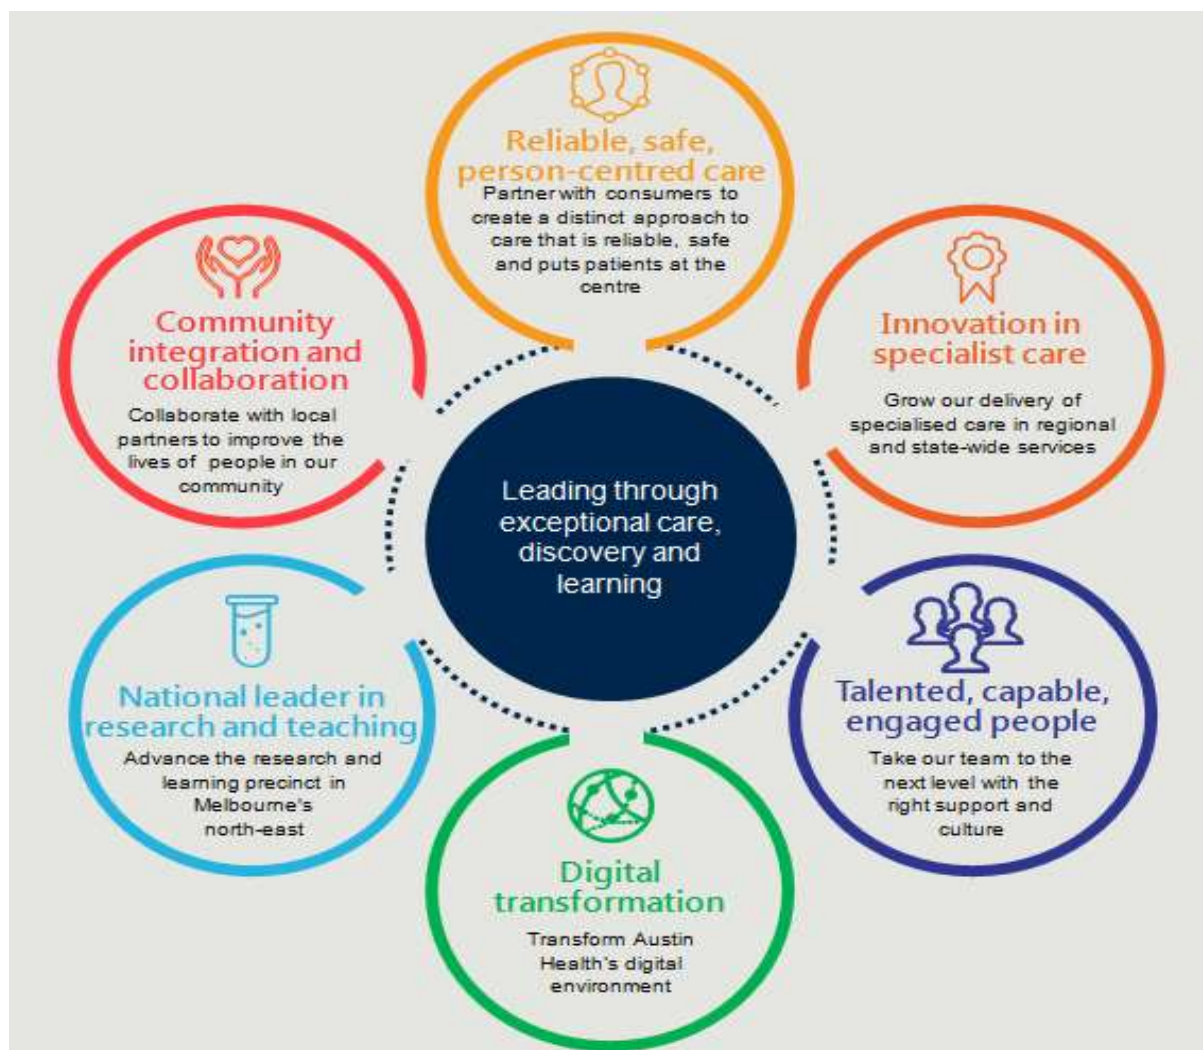 Reliable, safe,
person-centred care
Partner with consumers to
create a distinct approach to
care that is reliable, safe
and puts patients at the
centre
Innovation in
specialist care
Grow our delivery of
specialised care in regional
and state-wide services
Talented, capable,
engaged people
Take our team to the
next level with the
right support and
culture
Digital
transformation
Transform Austin
Health's digital
environment
National leader in
research and teaching
Advance the research and
learning precinct in
Melbourne's
north-east
Community
integration and
collaboration
Collaborate with local
partners to improve the
lives of people in our
community
Leading through
exceptional care,
discovery and
learning